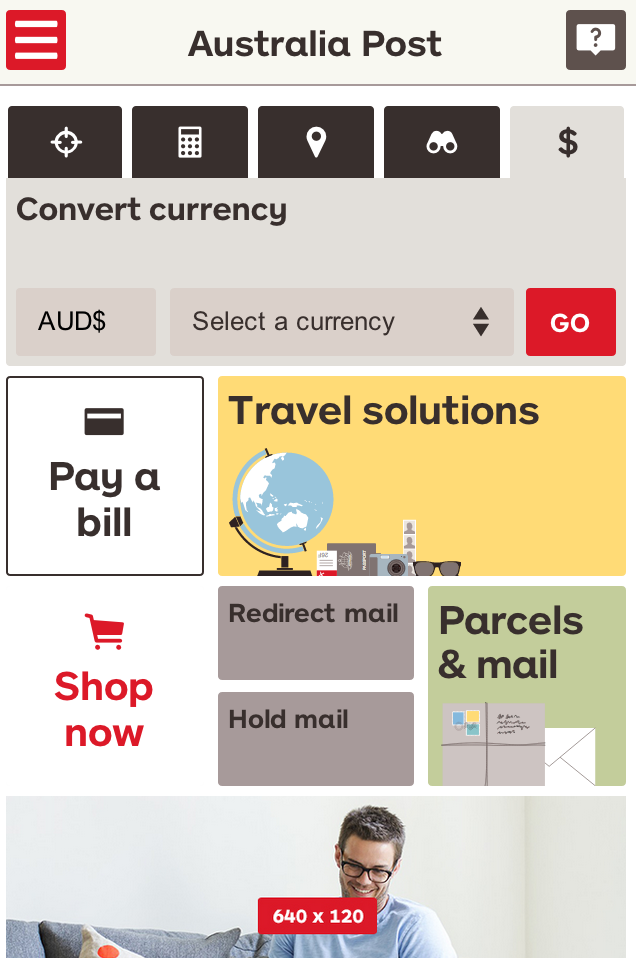 Australia Post
?
$
Convert currency
AUD$
Select a currency
GO
Pay a
bill
Travel solutions
Shop
now
Redirect mail
Hold mail
Parcels
& mail
640 x 120